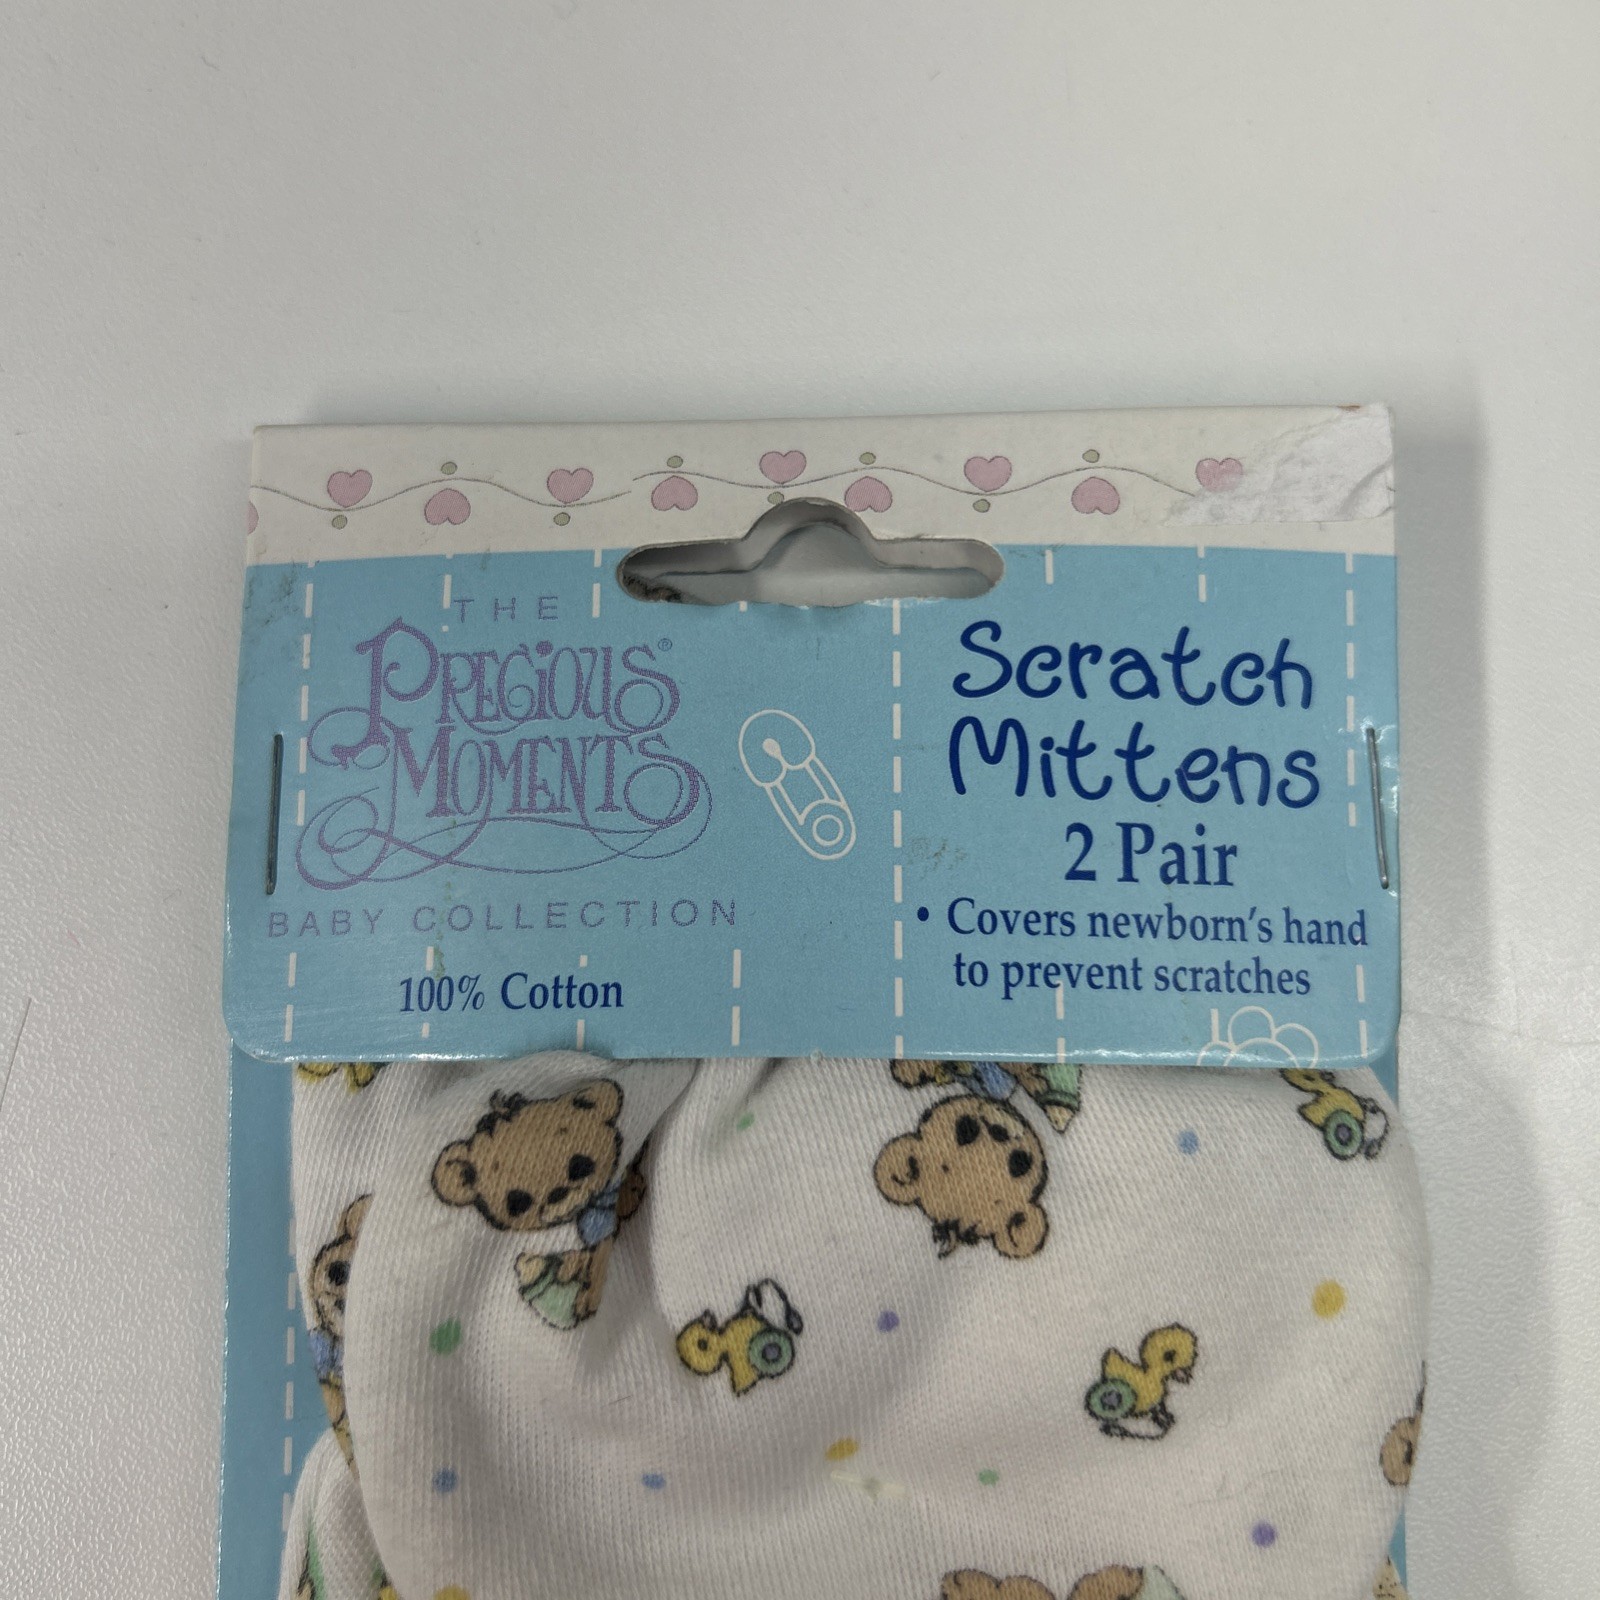 THE
PRECIOUS®
MOMENTS
BABY COLLECTION
100% Cotton
Scratch
Mittens
2 Pair
• Covers newborn's hand
to prevent scratches